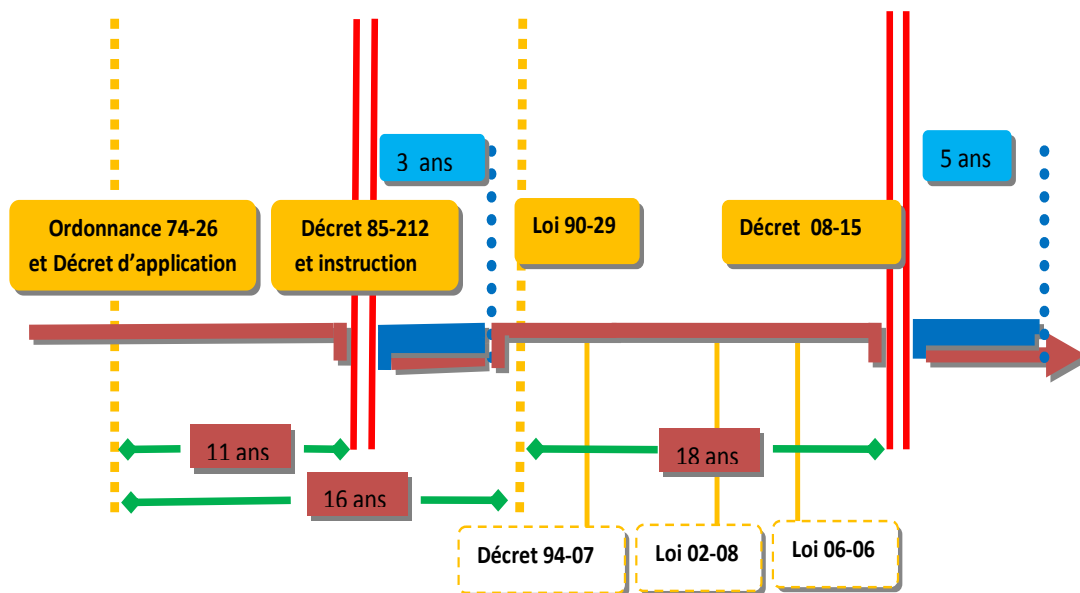 3 ans
5 ans
Ordonnance 74-26
et Décret d’application
Décret 85-212
et instruction
Loi 90-29
Décret 08-15
11 ans
18 ans
16 ans
Décret 94-07
Loi 02-08
Loi 06-06